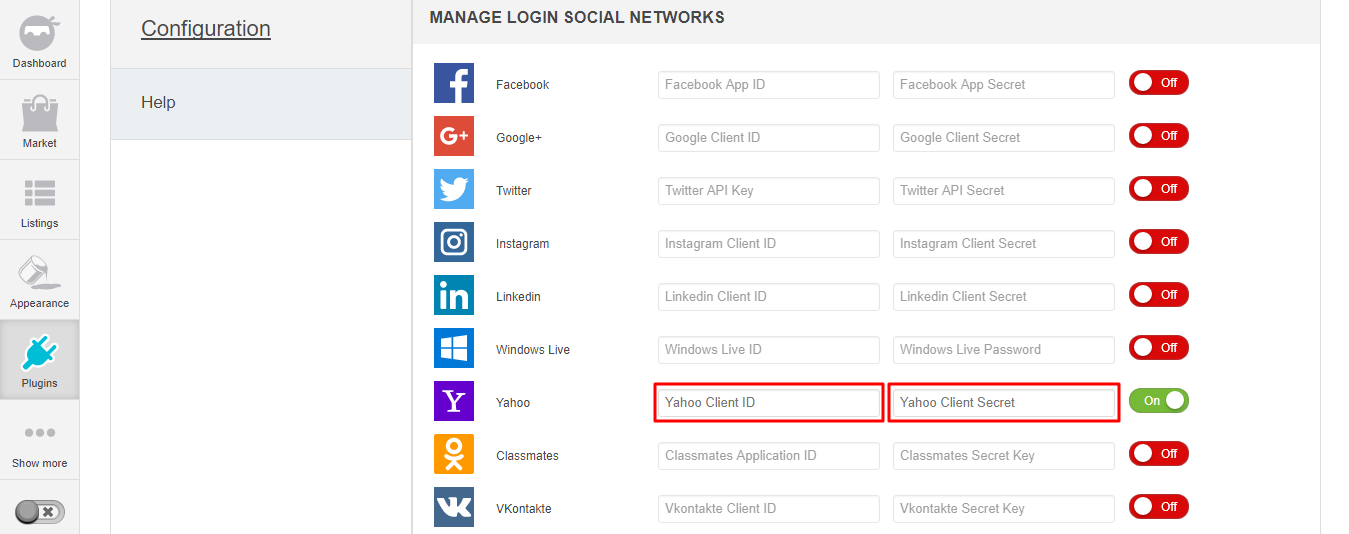 Dashboard
Market
Listings
Appearance
Plugins
Show more
Configuration
Help
MANAGE LOGIN SOCIAL NETWORKS
Facebook Facebook App ID Facebook App Secret Off
G+ Google+ Google Client ID Google Client Secret Off
Twitter Twitter API Key Twitter API Secret Off
Instagram Instagram Client ID Instagram Client Secret Off
in Linkedin Linkedin Client ID Linkedin Client Secret Off
Windows Live Windows Live ID Windows Live Password Off
Y Yahoo Yahoo Client ID Yahoo Client Secret On
Classmates Classmates Application ID Classmates Secret Key Off
VKontakte Vkontakte Client ID Vkontakte Secret Key Off